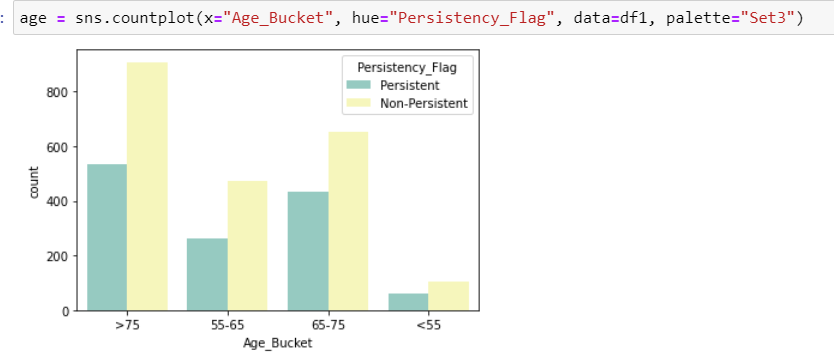 : age = sns.countplot(x="Age_Bucket", hue="Persistency_Flag", data=df1, palette="Set3")
Persistency_Flag
Persistent
Non-Persistent
800
600
400
200
0
count
>75 55-65 65-75 <55
Age_Bucket